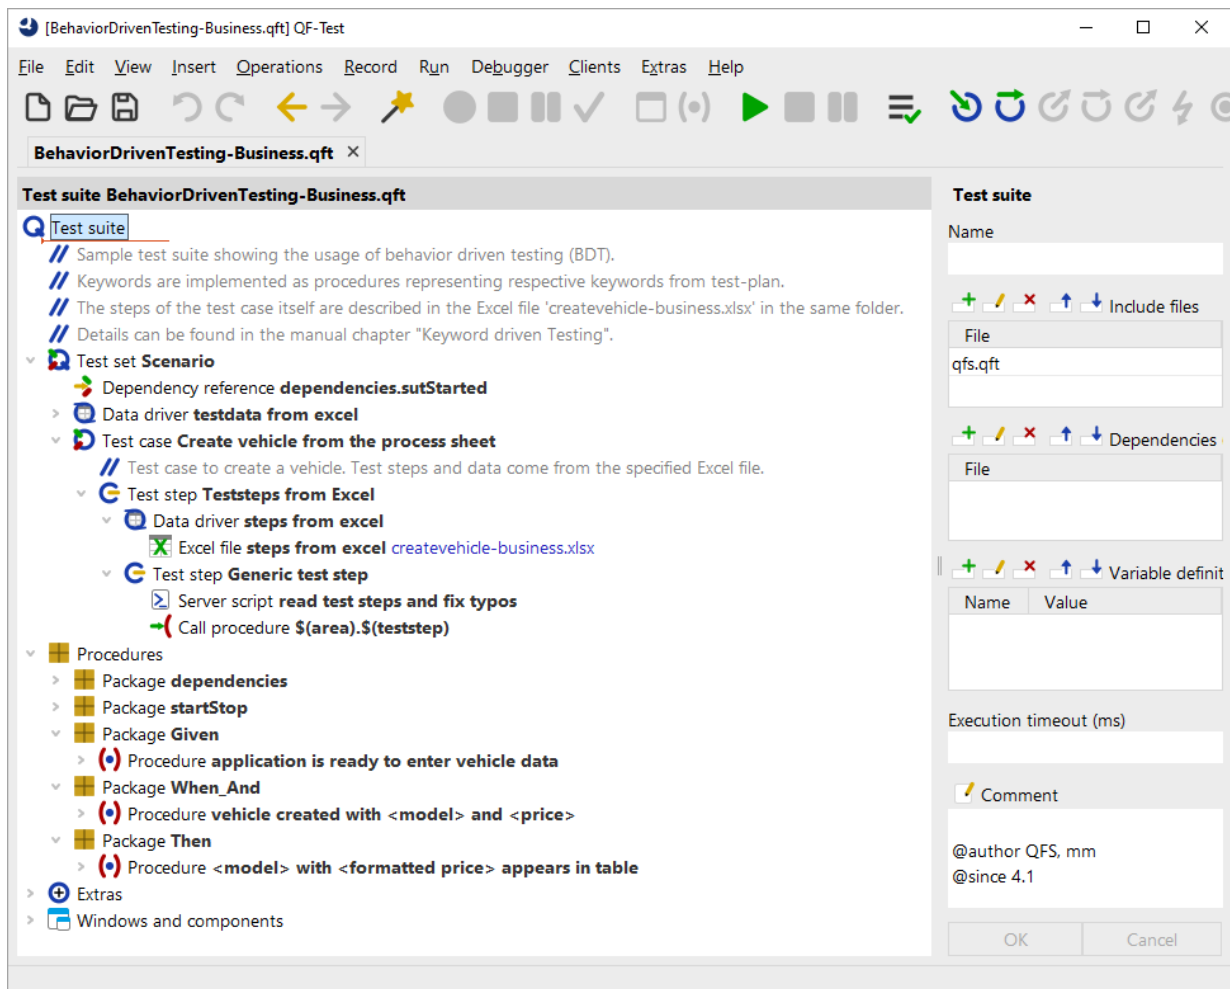 [BehaviorDrivenTesting-Business.qft] QF-Test
File Edit View Insert Operations Record Run Debugger Clients Extras Help
BehaviorDrivenTesting-Business.qft
Test suite BehaviorDrivenTesting-Business.qft
Test suite
// Sample test suite showing the usage of behavior driven testing (BDT).
// Keywords are implemented as procedures representing respective keywords from test-plan.
// The steps of the test case itself are described in the Excel file 'createvehicle-business.xlsx' in the same folder.
// Details can be found in the manual chapter "Keyword driven Testing".
Test set Scenario
Dependency reference dependencies.sutStarted
Data driver testdata from excel
Test case Create vehicle from the process sheet
// Test case to create a vehicle. Test steps and data come from the specified Excel file.
Test step Teststeps from Excel
Data driver steps from excel
Excel file steps from excel createvehicle-business.xlsx
Test step Generic test step
Server script read test steps and fix typos
Call procedure $(area).$(teststep)
Procedures
Package dependencies
Package startStop
Package Given
Procedure application is ready to enter vehicle data
Package When_And
Procedure vehicle created with <model> and <price>
Package Then
Procedure <model> with <formatted price> appears in table
Extras
Windows and components
Test suite
Name
Include files
File
qfs.qft
Dependencies
File
Variable definit
Name Value
Execution timeout (ms)
Comment
@author QFS, mm
@since 4.1
OK Cancel